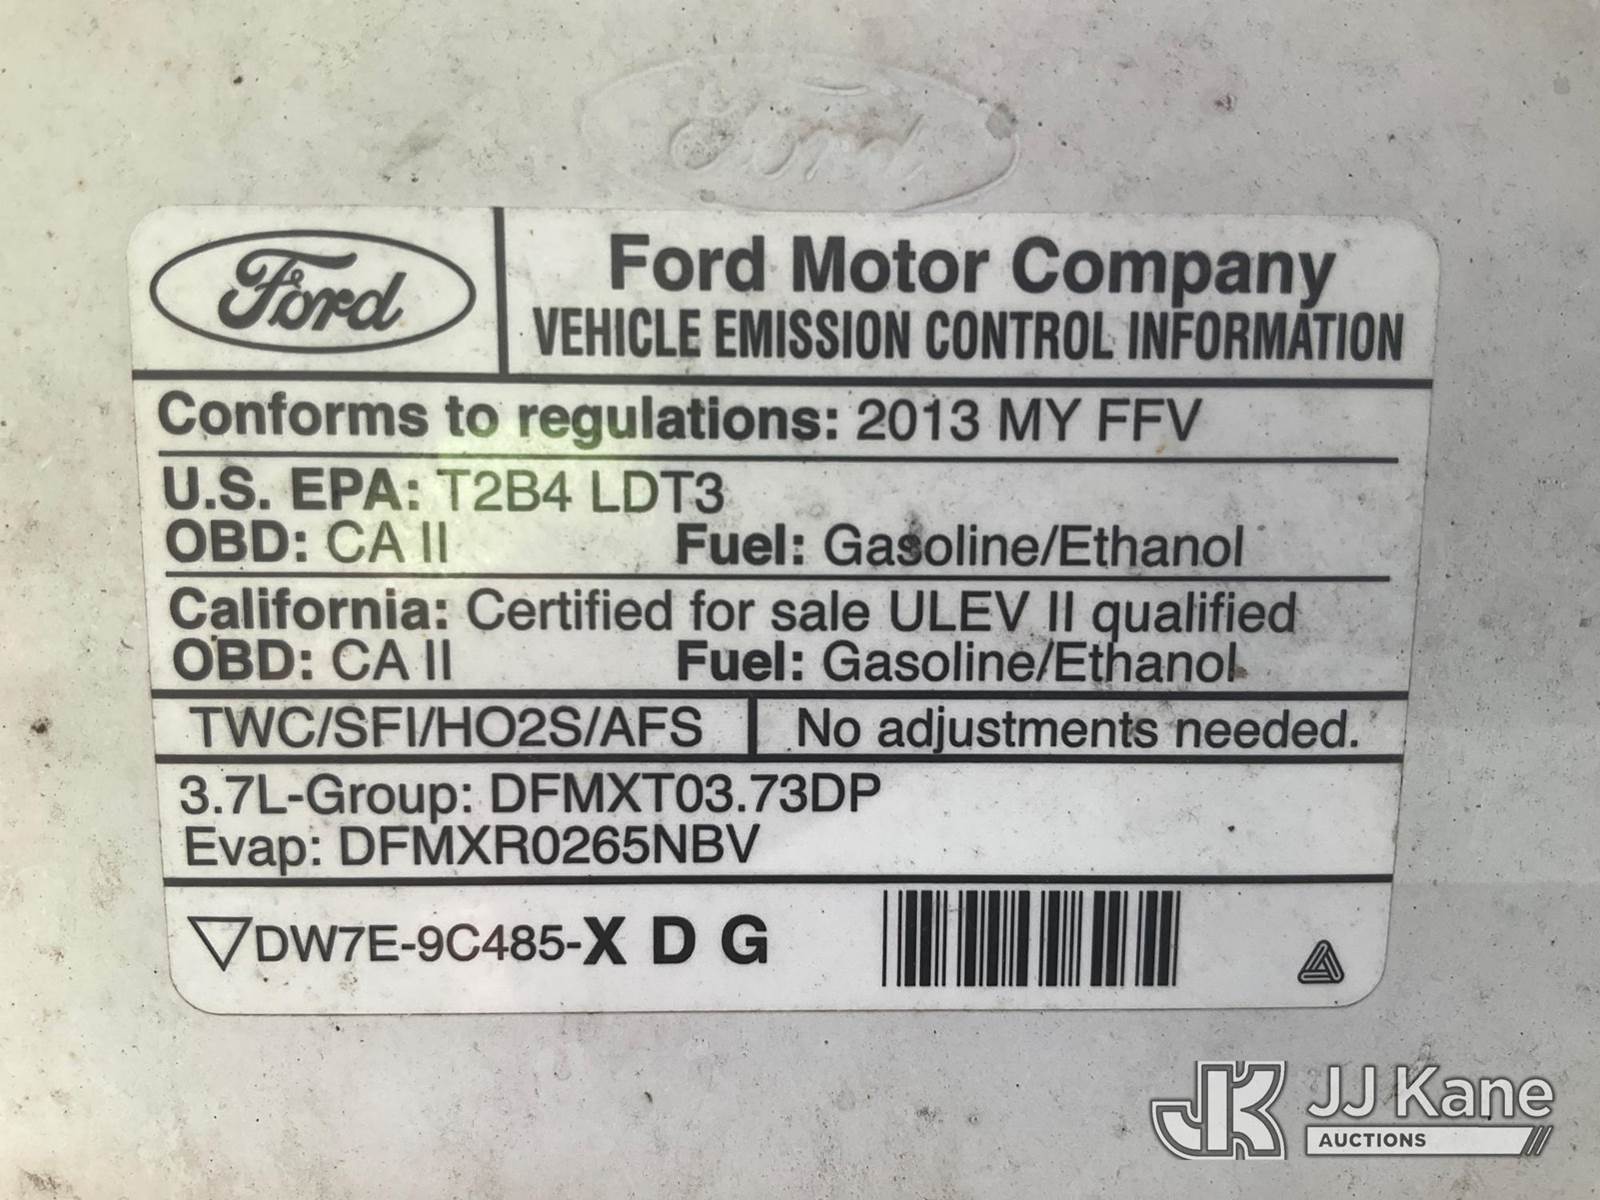 Ford
Ford
Ford Motor Company
VEHICLE EMISSION CONTROL INFORMATION
Conforms to regulations: 2013 MY FFV
U.S. EPA: T2B4 LDT3
OBD: CA II Fuel: Gasoline/Ethanol
California: Certified for sale ULEV II qualified
OBD: CA II Fuel: Gasoline/Ethanol
TWC/SFI/HO2S/AFS No adjustments needed.
3.7L-Group: DFMXT03.73DP
Evap: DFMXR0265NBV
DW7E-9C485-X D G
JK JJ Kane
AUCTIONS